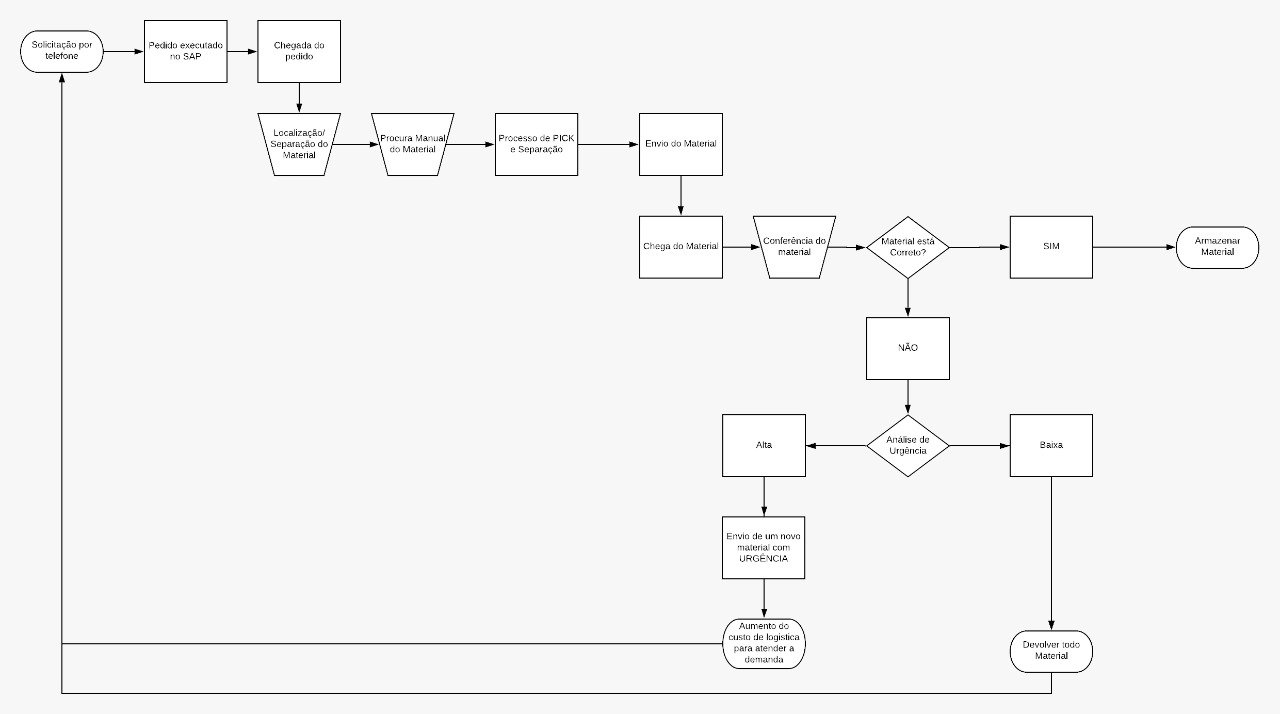 Solicitação por
telefone
Pedido executado
no SAP
Chegada do
pedido
Localização/
Separação do
Material
Procura Manual
do Material
Processo de PICK
e Separação
Envio do Material
Chega do Material
Conferência do
material
Material está
Correto?
SIM
Armazenar
Material
NÃO
Alta
Análise de
Urgência
Baixa
Envio de um novo
material com
URGÊNCIA
Aumento do
custo de logistica
para atender a
demanda
Devolver todo
Material